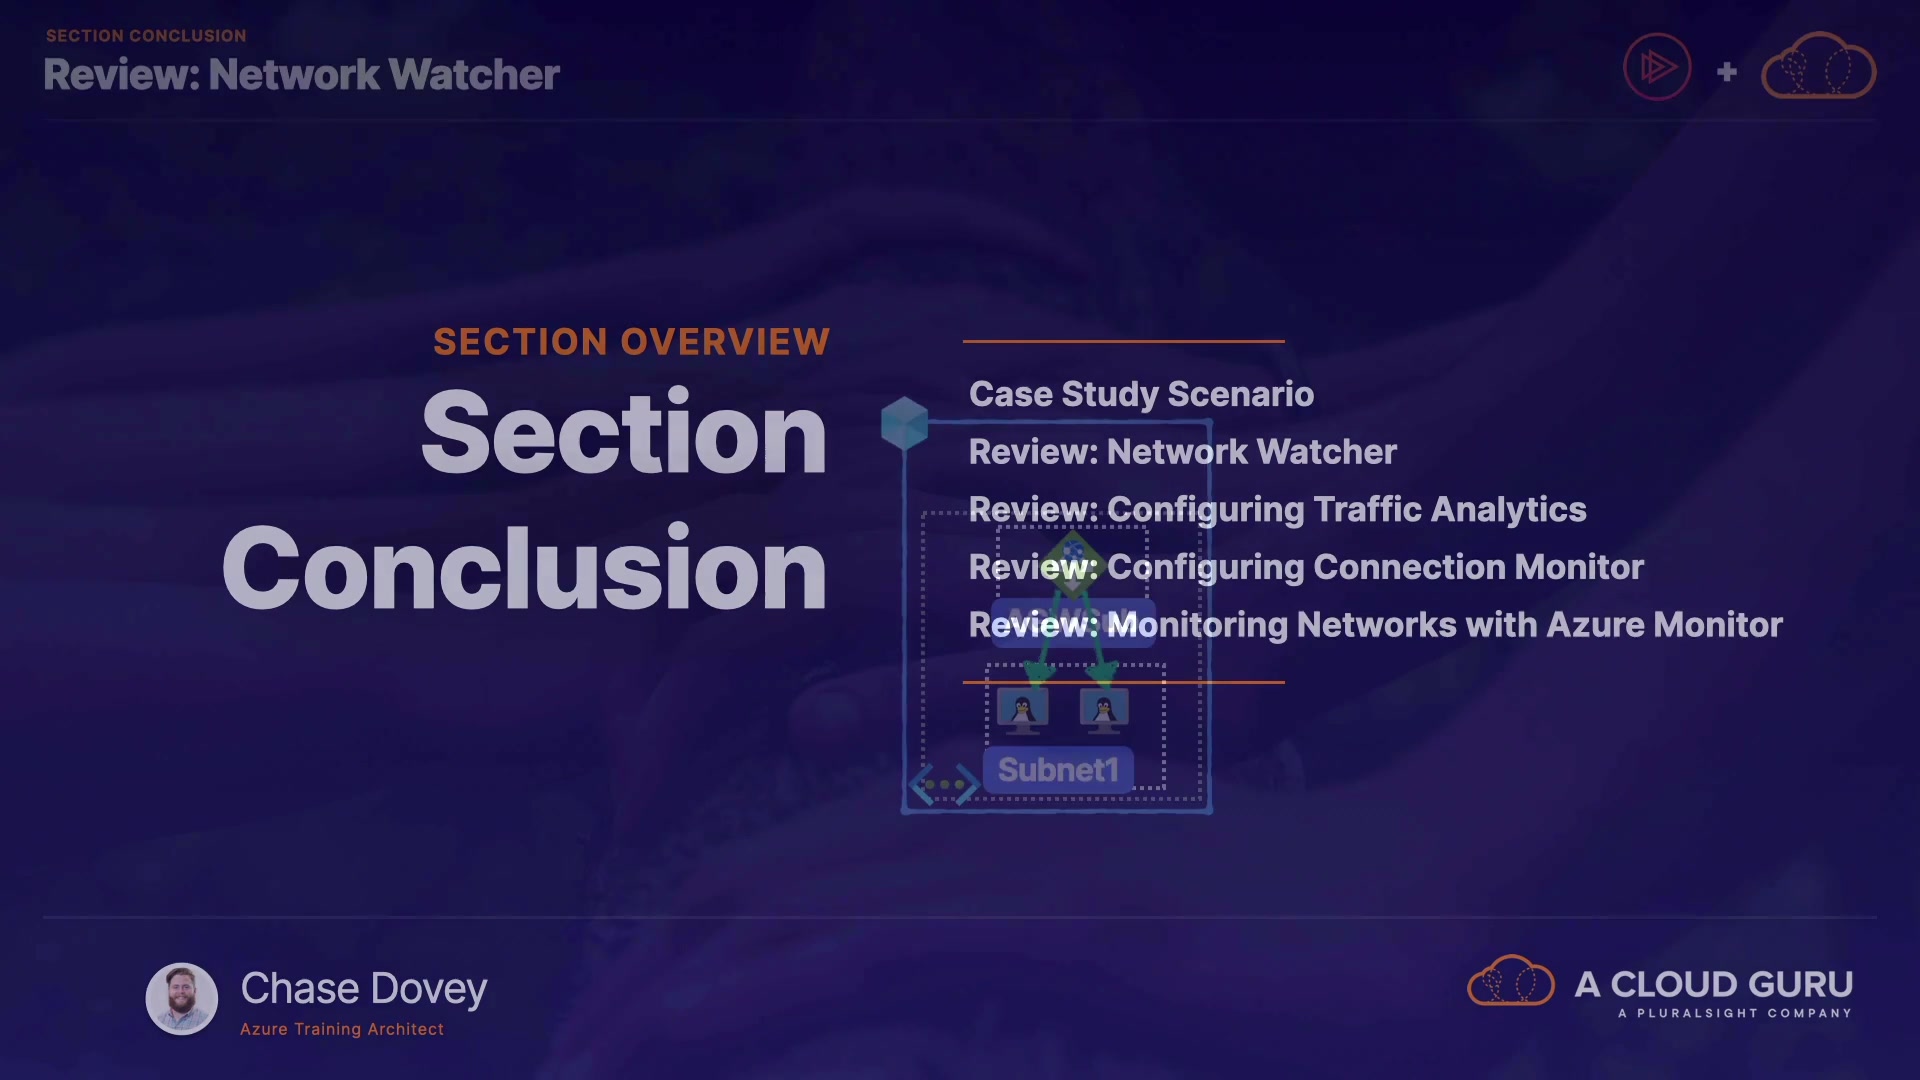 SECTION CONCLUSION
Review: Network Watcher
SECTION OVERVIEW
Section
Conclusion
Case Study Scenario
Review: Network Watcher
Review: Configuring Traffic Analytics
Review: Configuring Connection Monitor
Review: Monitoring Networks with Azure Monitor
Subnet1
Chase Dovey
Azure Training Architect
A CLOUD GURU
A PLURALSIGHT COMPANY